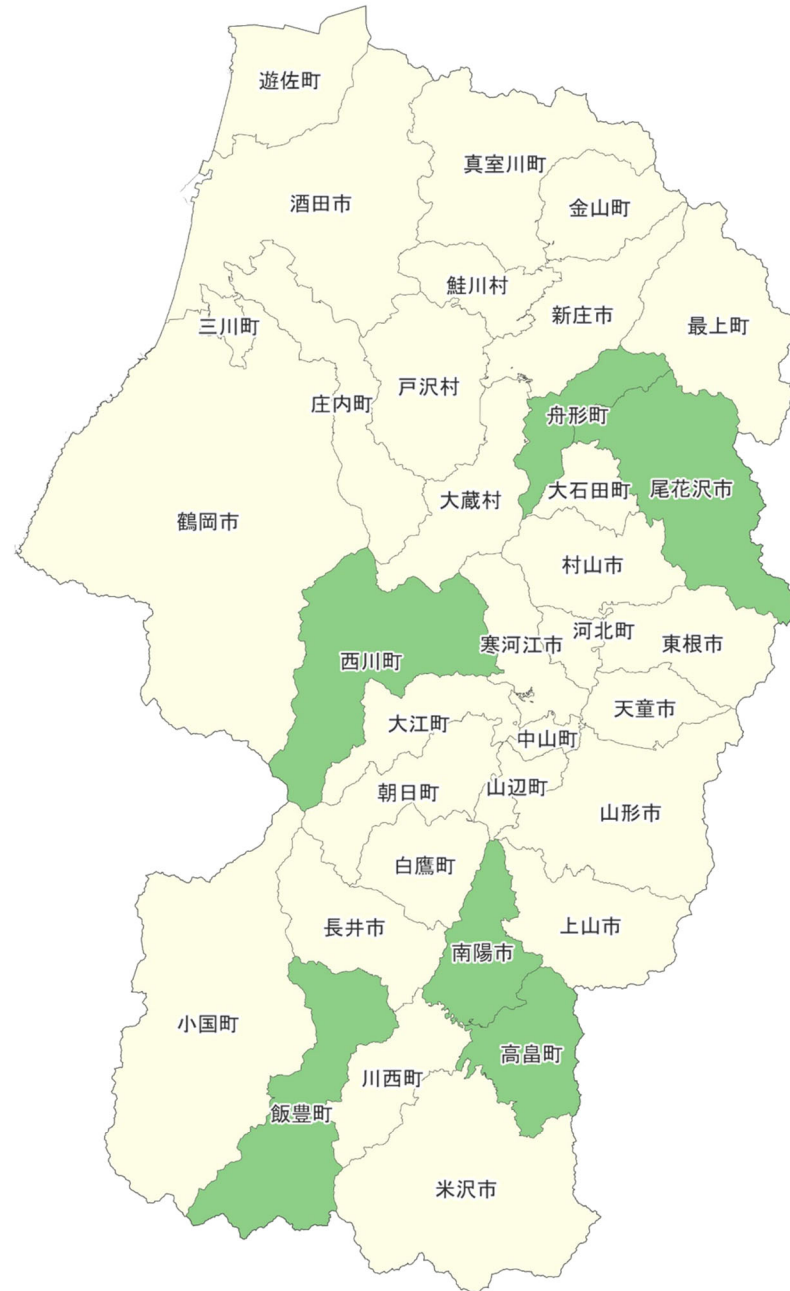 遊佐町
真室川町
酒田市
金山町
鮭川村
新庄市
三川町
最上町
戸沢村
庄内町
舟形町
尾花沢市
大石田町
大蔵村
鶴岡市
村山市
河北町
寒河江市
東根市
西川町
天童市
大江町
中山町
山辺町
朝日町
山形市
白鷹町
長井市
上山市
南陽市
小国町
高畠町
川西町
飯豊町
米沢市